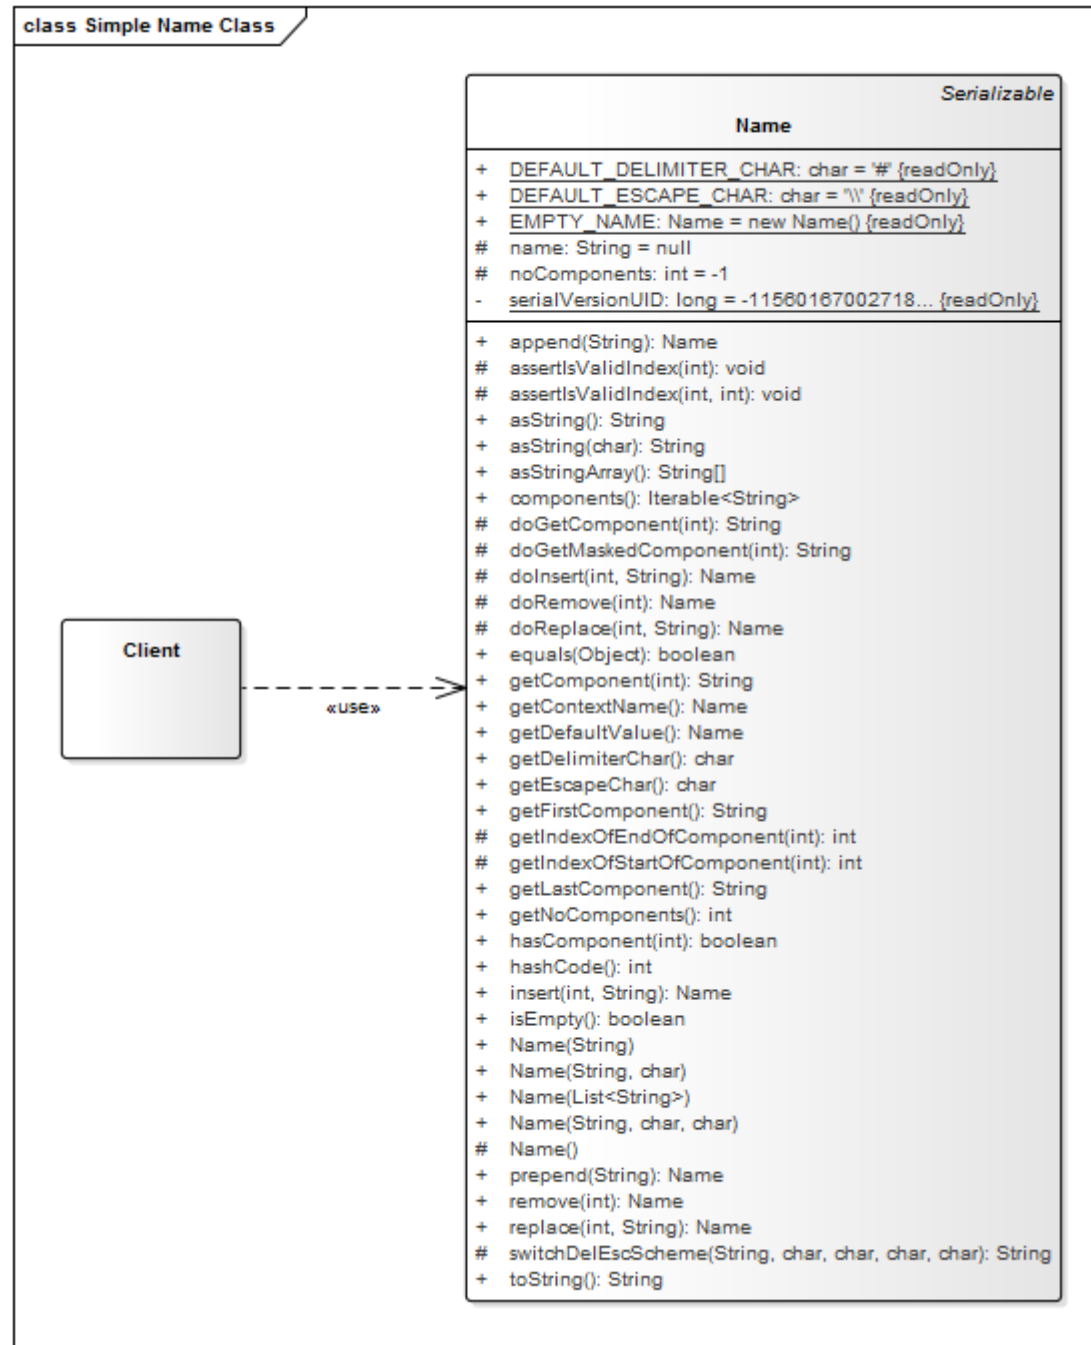 class Simple Name Class
Serializable
Name
+ DEFAULT_DELIMITER_CHAR: char = '#' {readOnly}
+ DEFAULT_ESCAPE_CHAR: char = '\\' {readOnly}
+ EMPTY_NAME: Name = new Name() {readOnly}
# name: String = null
# noComponents: int = -1
- serialVersionUID: long = -11560167002718... {readOnly}
+ append(String): Name
# assertIsValidIndex(int): void
# assertIsValidIndex(int, int): void
+ asString(): String
+ asString(char): String
+ asStringArray(): String[]
+ components(): Iterable<String>
# doGetComponent(int): String
# doGetMaskedComponent(int): String
# doInsert(int, String): Name
# doRemove(int): Name
# doReplace(int, String): Name
+ equals(Object): boolean
+ getComponent(int): String
+ getContextName(): Name
+ getDefaultValue(): Name
+ getDelimiterChar(): char
+ getEscapeChar(): char
+ getFirstComponent(): String
# getIndexOfEndOfComponent(int): int
# getIndexOfStartOfComponent(int): int
+ getLastComponent(): String
+ getNoComponents(): int
+ hasComponent(int): boolean
+ hashCode(): int
+ insert(int, String): Name
+ isEmpty(): boolean
+ Name(String)
+ Name(String, char)
+ Name(List<String>)
+ Name(String, char, char)
# Name()
+ prepend(String): Name
+ remove(int): Name
+ replace(int, String): Name
# switchDelEscScheme(String, char, char, char, char): String
+ toString(): String
Client
«use»